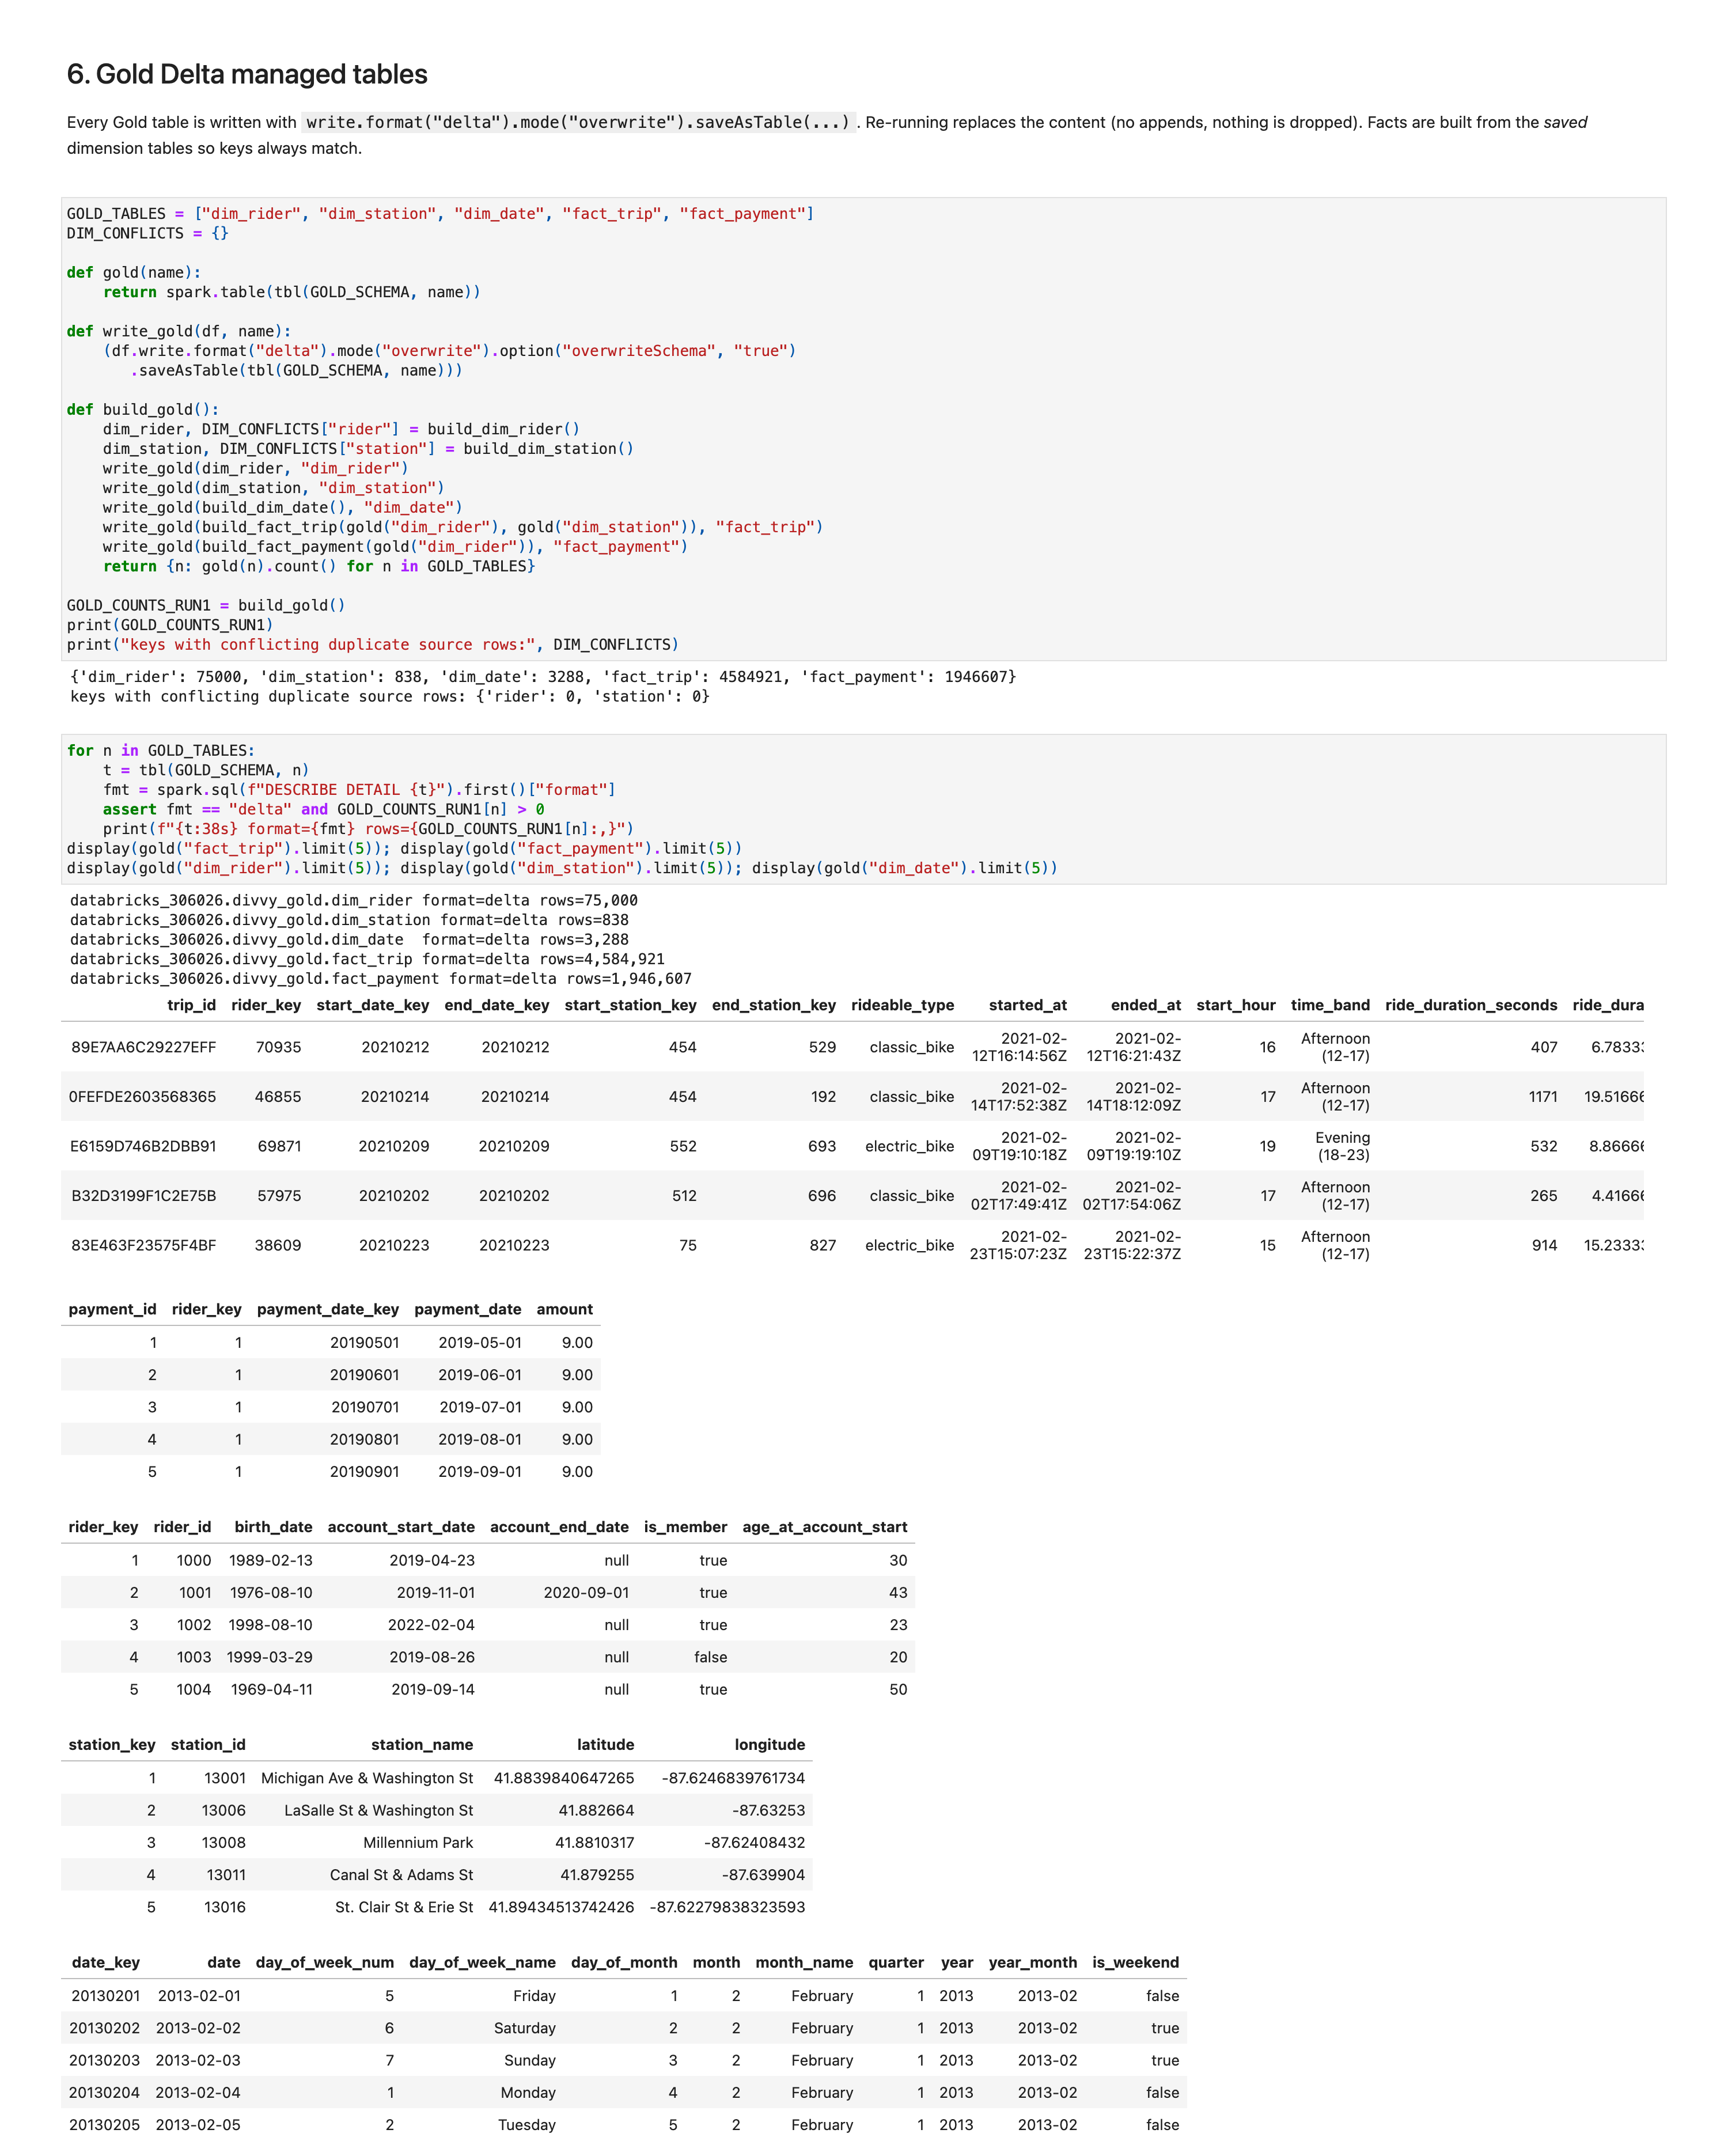 6. Gold Delta managed tables
Every Gold table is written with write.format("delta").mode("overwrite").saveAsTable(...) . Re-running replaces the content (no appends, nothing is dropped). Facts are built from the saved
dimension tables so keys always match.
GOLD_TABLES = ["dim_rider", "dim_station", "dim_date", "fact_trip", "fact_payment"]
DIM_CONFLICTS = {}
def gold(name):
    return spark.table(tbl(GOLD_SCHEMA, name))
def write_gold(df, name):
    (df.write.format("delta").mode("overwrite").option("overwriteSchema", "true")
       .saveAsTable(tbl(GOLD_SCHEMA, name)))
def build_gold():
    dim_rider, DIM_CONFLICTS["rider"] = build_dim_rider()
    dim_station, DIM_CONFLICTS["station"] = build_dim_station()
    write_gold(dim_rider, "dim_rider")
    write_gold(dim_station, "dim_station")
    write_gold(build_dim_date(), "dim_date")
    write_gold(build_fact_trip(gold("dim_rider"), gold("dim_station")), "fact_trip")
    write_gold(build_fact_payment(gold("dim_rider")), "fact_payment")
    return {n: gold(n).count() for n in GOLD_TABLES}
GOLD_COUNTS_RUN1 = build_gold()
print(GOLD_COUNTS_RUN1)
print("keys with conflicting duplicate source rows:", DIM_CONFLICTS)
{'dim_rider': 75000, 'dim_station': 838, 'dim_date': 3288, 'fact_trip': 4584921, 'fact_payment': 1946607}
keys with conflicting duplicate source rows: {'rider': 0, 'station': 0}
for n in GOLD_TABLES:
    t = tbl(GOLD_SCHEMA, n)
    fmt = spark.sql(f"DESCRIBE DETAIL {t}").first()["format"]
    assert fmt == "delta" and GOLD_COUNTS_RUN1[n] > 0
    print(f"{t:38s} format={fmt} rows={GOLD_COUNTS_RUN1[n]:,}")
display(gold("fact_trip").limit(5)); display(gold("fact_payment").limit(5))
display(gold("dim_rider").limit(5)); display(gold("dim_station").limit(5)); display(gold("dim_date").limit(5))
databricks_306026.divvy_gold.dim_rider format=delta rows=75,000
databricks_306026.divvy_gold.dim_station format=delta rows=838
databricks_306026.divvy_gold.dim_date  format=delta rows=3,288
databricks_306026.divvy_gold.fact_trip format=delta rows=4,584,921
databricks_306026.divvy_gold.fact_payment format=delta rows=1,946,607
trip_id rider_key start_date_key end_date_key start_station_key end_station_key rideable_type started_at ended_at start_hour time_band ride_duration_seconds ride_dura
89E7AA6C29227EFF 70935 20210212 20210212 454 529 classic_bike 2021-02-12T16:14:56Z 2021-02-12T16:21:43Z 16 Afternoon (12-17) 407 6.7833
0FEFDE2603568365 46855 20210214 20210214 454 192 classic_bike 2021-02-14T17:52:38Z 2021-02-14T18:12:09Z 17 Afternoon (12-17) 1171 19.5166
E6159D746B2DBB91 69871 20210209 20210209 552 693 electric_bike 2021-02-09T19:10:18Z 2021-02-09T19:19:10Z 19 Evening (18-23) 532 8.8666
B32D3199F1C2E75B 57975 20210202 20210202 512 696 classic_bike 2021-02-02T17:49:41Z 2021-02-02T17:54:06Z 17 Afternoon (12-17) 265 4.4166
83E463F23575F4BF 38609 20210223 20210223 75 827 electric_bike 2021-02-23T15:07:23Z 2021-02-23T15:22:37Z 15 Afternoon (12-17) 914 15.2333
payment_id rider_key payment_date_key payment_date amount
1 1 20190501 2019-05-01 9.00
2 1 20190601 2019-06-01 9.00
3 1 20190701 2019-07-01 9.00
4 1 20190801 2019-08-01 9.00
5 1 20190901 2019-09-01 9.00
rider_key rider_id birth_date account_start_date account_end_date is_member age_at_account_start
1 1000 1989-02-13 2019-04-23 null true 30
2 1001 1976-08-10 2019-11-01 2020-09-01 true 43
3 1002 1998-08-10 2022-02-04 null true 23
4 1003 1999-03-29 2019-08-26 null false 20
5 1004 1969-04-11 2019-09-14 null true 50
station_key station_id station_name latitude longitude
1 13001 Michigan Ave & Washington St 41.8839840647265 -87.6246839761734
2 13006 LaSalle St & Washington St 41.882664 -87.63253
3 13008 Millennium Park 41.8810317 -87.62408432
4 13011 Canal St & Adams St 41.879255 -87.639904
5 13016 St. Clair St & Erie St 41.89434513742426 -87.62279838323593
date_key date day_of_week_num day_of_week_name day_of_month month month_name quarter year year_month is_weekend
20130201 2013-02-01 5 Friday 1 2 February 1 2013 2013-02 false
20130202 2013-02-02 6 Saturday 2 2 February 1 2013 2013-02 true
20130203 2013-02-03 7 Sunday 3 2 February 1 2013 2013-02 true
20130204 2013-02-04 1 Monday 4 2 February 1 2013 2013-02 false
20130205 2013-02-05 2 Tuesday 5 2 February 1 2013 2013-02 false